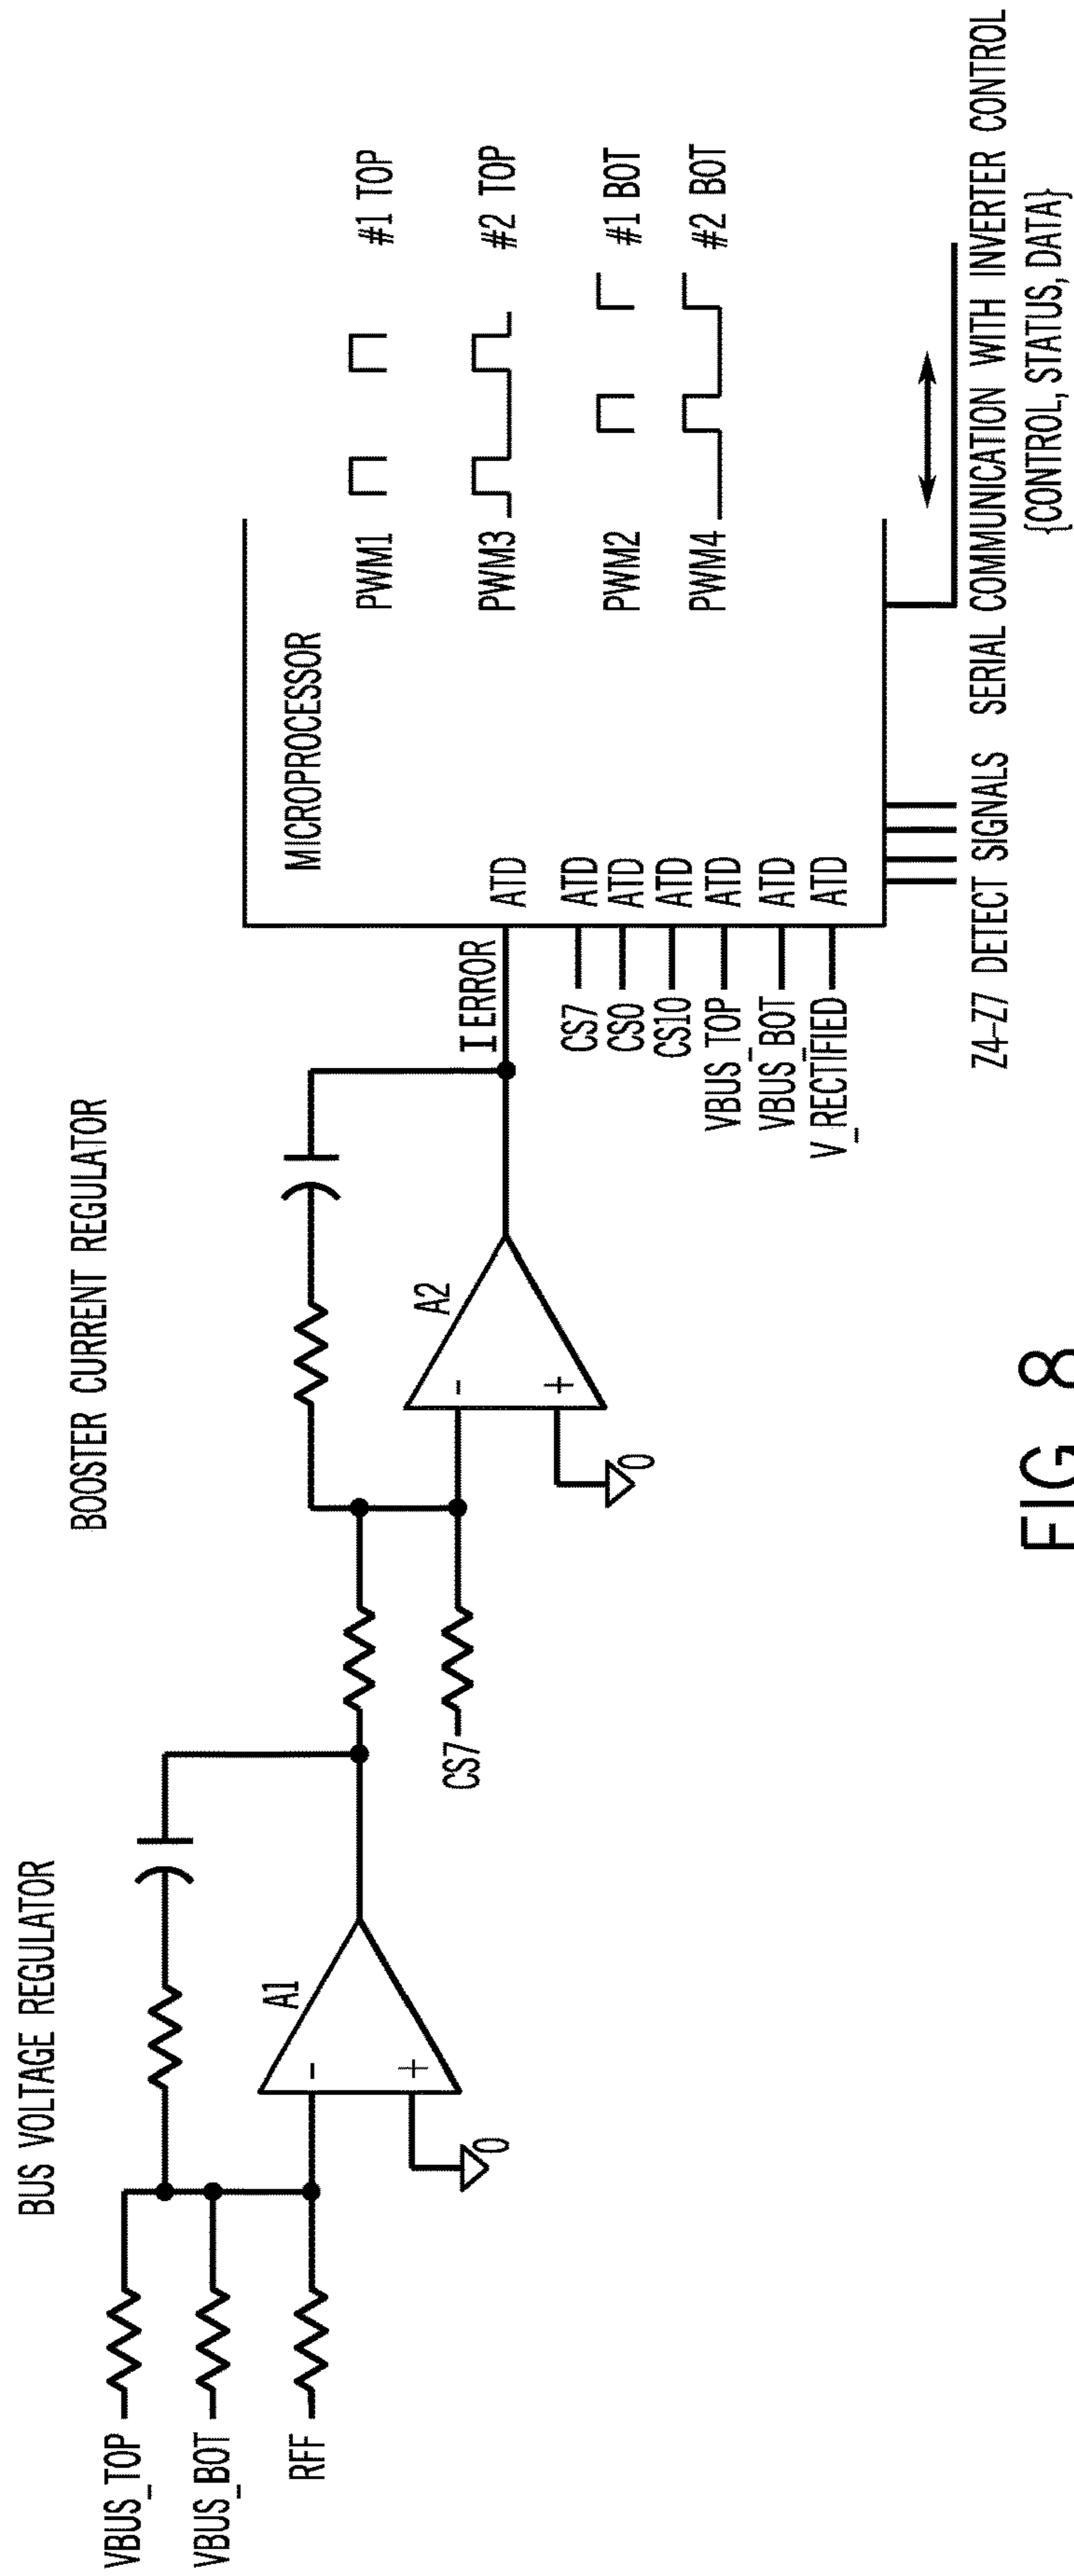 BUS VOLTAGE REGULATOR
VBUS_TOP
VBUS_BOT
RFF
A1
-
+
0
BOOSTER CURRENT REGULATOR
CS7
A2
-
+
0
I ERROR
MICROPROCESSOR
ATD
CS7 ATD
CS0 ATD
CS10 ATD
VBUS_TOP ATD
VBUS_BOT ATD
V_RECTIFIED ATD
PWM1 #1 TOP
PWM3 #2 TOP
PWM2 #1 BOT
PWM4 #2 BOT
Z4-Z7 DETECT SIGNALS
SERIAL COMMUNICATION WITH INVERTER CONTROL
{CONTROL, STATUS, DATA}
FIG 8